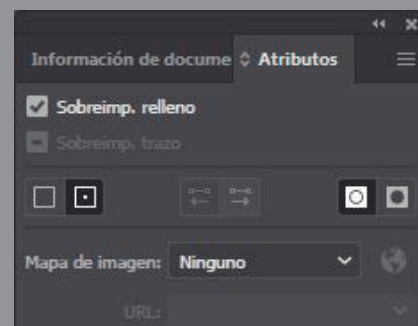 Información de docume Atributos
Sobreimp. relleno
Sobreimp. trazo
Mapa de imagen: Ninguno
URL: